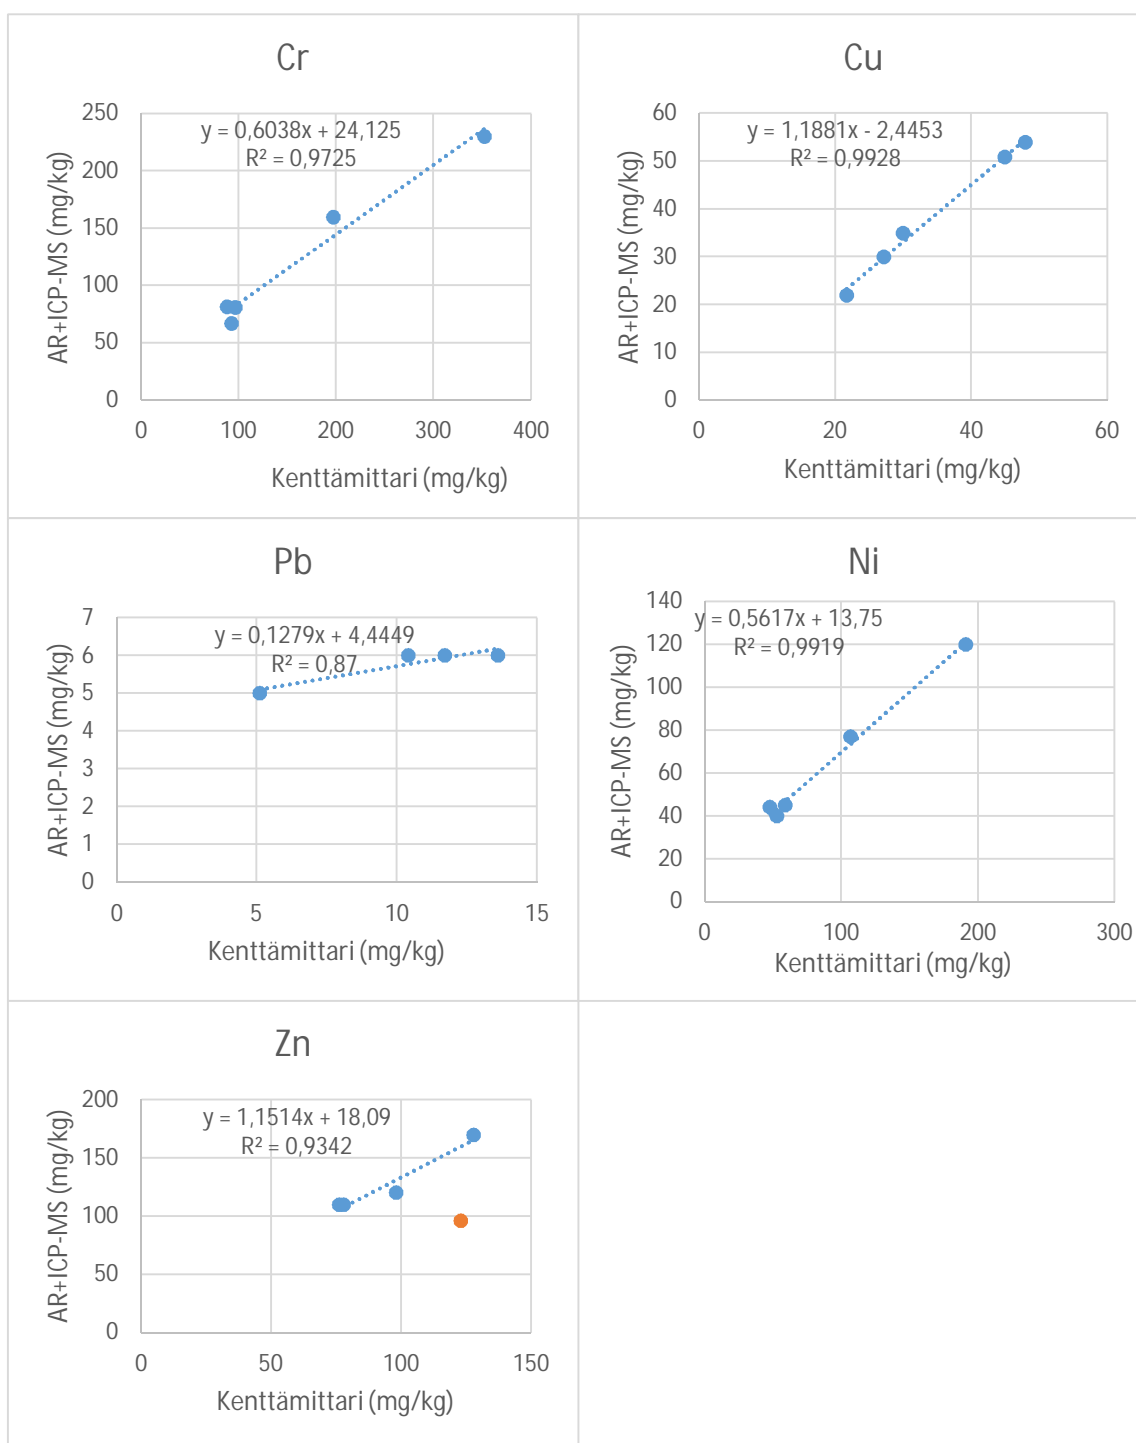 Cr
y = 0,6038x + 24,125
R² = 0,9725
250
200
150
100
50
0
0 100 200 300 400
AR+ICP-MS (mg/kg)
Kenttämittari (mg/kg)
Cu
y = 1,1881x - 2,4453
R² = 0,9928
60
50
40
30
20
10
0
0 20 40 60
AR+ICP-MS (mg/kg)
Kenttämittari (mg/kg)
Pb
y = 0,1279x + 4,4449
R² = 0,87
7
6
5
4
3
2
1
0
0 5 10 15
AR+ICP-MS (mg/kg)
Kenttämittari (mg/kg)
Ni
y = 0,5617x + 13,75
R² = 0,9919
140
120
100
80
60
40
20
0
0 100 200 300
AR+ICP-MS (mg/kg)
Kenttämittari (mg/kg)
Zn
y = 1,1514x + 18,09
R² = 0,9342
200
150
100
50
0
0 50 100 150
AR+ICP-MS (mg/kg)
Kenttämittari (mg/kg)